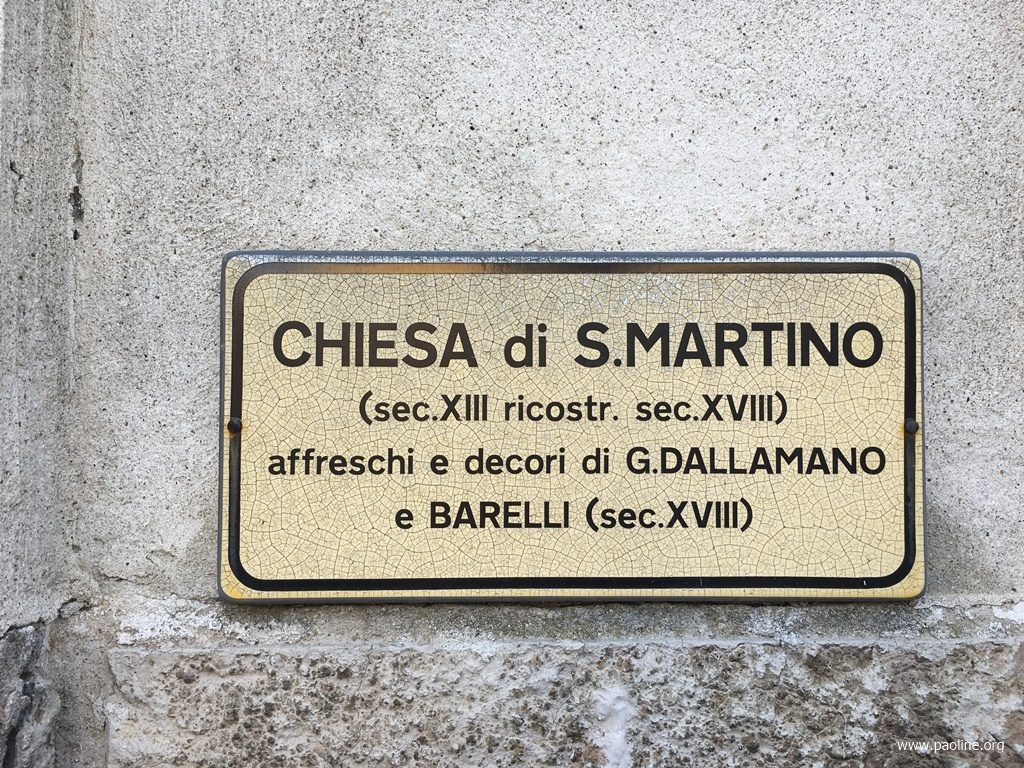 CHIESA di S.MARTINO
(sec.XIII ricostr. sec.XVIII)
affreschi e decori di G.DALLAMANO
e BARELLI (sec.XVIII)
www.paoline.org